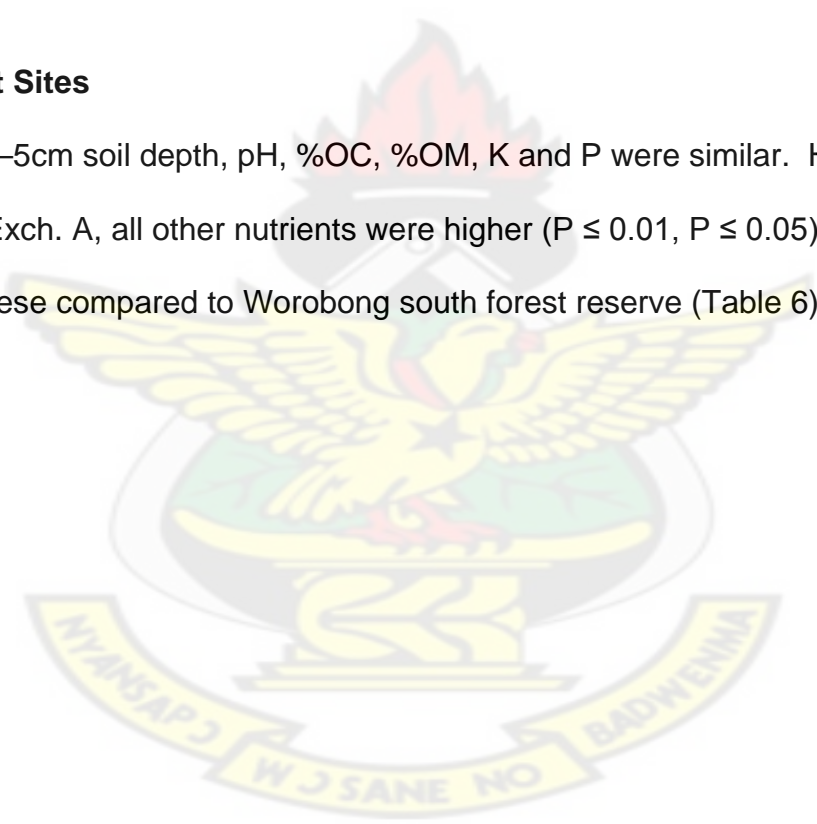 t Sites
–5cm soil depth, pH, %OC, %OM, K and P were similar. H
Exch. A, all other nutrients were higher (P ≤ 0.01, P ≤ 0.05)
ese compared to Worobong south forest reserve (Table 6)
NYANSAPƆ
WƆ SANE NO
BADWENMA